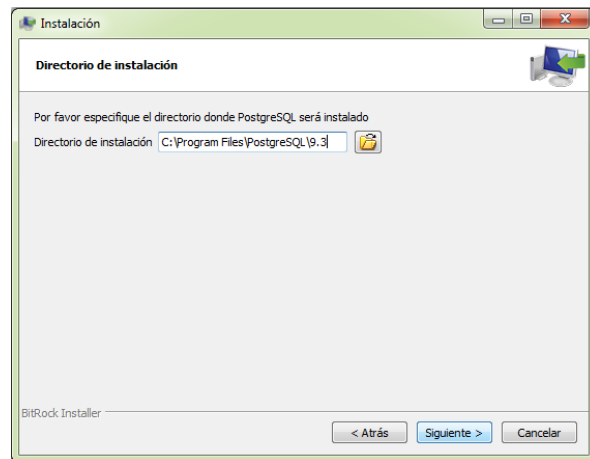 Instalación
Directorio de instalación
Por favor especifique el directorio donde PostgreSQL será instalado
Directorio de instalación C:\Program Files\PostgreSQL\9.3
BitRock Installer
< Atrás Siguiente > Cancelar